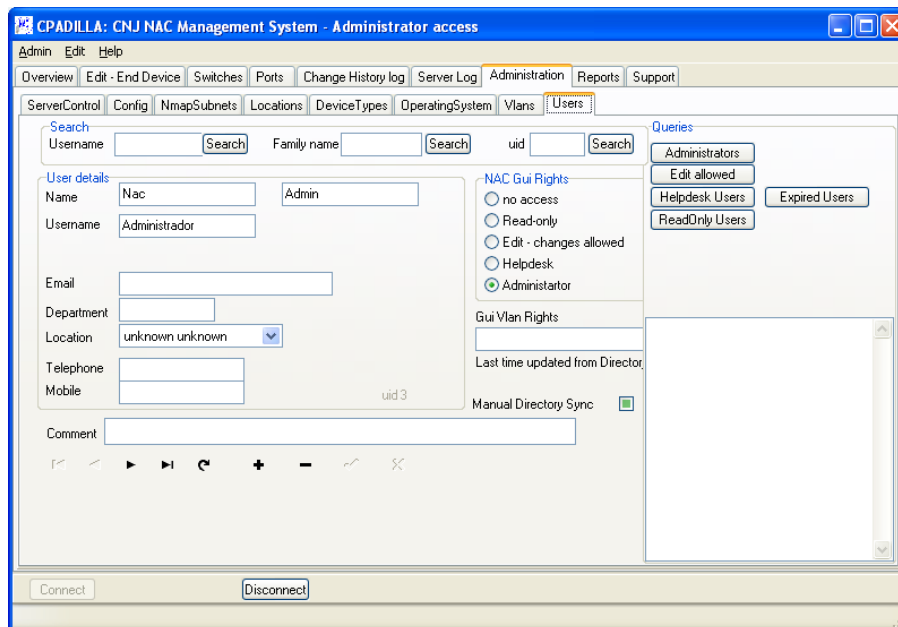 CPADILLA: CNJ NAC Management System - Administrator access
Admin Edit Help
Overview Edit - End Device Switches Ports Change History log Server Log Administration Reports Support
ServerControl Config NmapSubnets Locations DeviceTypes OperatingSystem Vlans Users
Search
Username Search Family name Search uid Search
Queries
Administrators
Edit allowed
Helpdesk Users Expired Users
ReadOnly Users
User details
Name Nac Admin
Username Administrador
Email
Department
Location unknown unknown
Telephone
Mobile
uid 3
NAC Gui Rights
no access
Read-only
Edit - changes allowed
Helpdesk
Administartor
Gui Vlan Rights
Last time updated from Director
Manual Directory Sync
Comment
Connect Disconnect